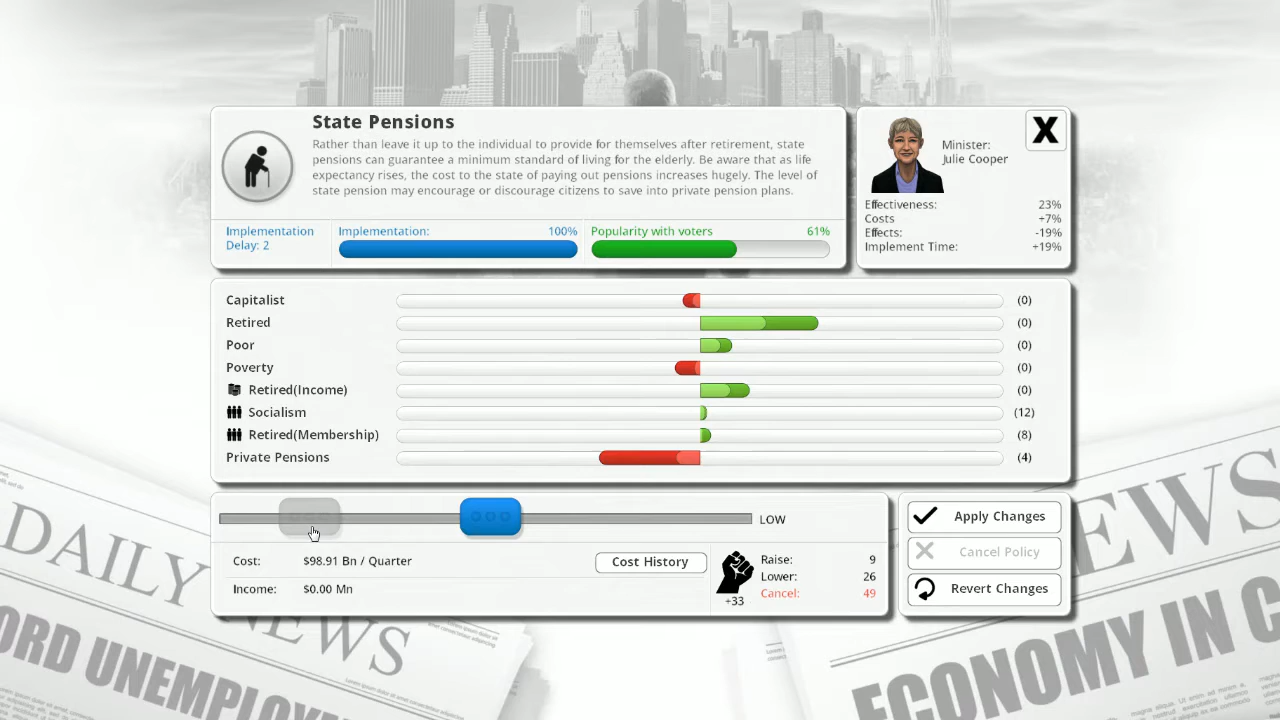 State Pensions
Rather than leave it up to the individual to provide for themselves after retirement, state
pensions can guarantee a minimum standard of living for the elderly. Be aware that as life
expectancy rises, the cost to the state of paying out pensions increases hugely. The level of
state pension may encourage or discourage citizens to save into private pension plans.
Implementation
Delay: 2
Implementation: 100%
Popularity with voters 61%
X
Minister:
Julie Cooper
Effectiveness: 23%
Costs +7%
Effects: -19%
Implement Time: +19%
Capitalist (0)
Retired (0)
Poor (0)
Poverty (0)
Retired(Income) (0)
Socialism (12)
Retired(Membership) (8)
Private Pensions (4)
LOW
Cost: $98.91 Bn / Quarter
Cost History
Income: $0.00 Mn
+33
Raise: 9
Lower: 26
Cancel: 49
Apply Changes
Cancel Policy
Revert Changes
DAILY NEWS
ORD UNEMPLOY
NEWS
ECONOMY IN C